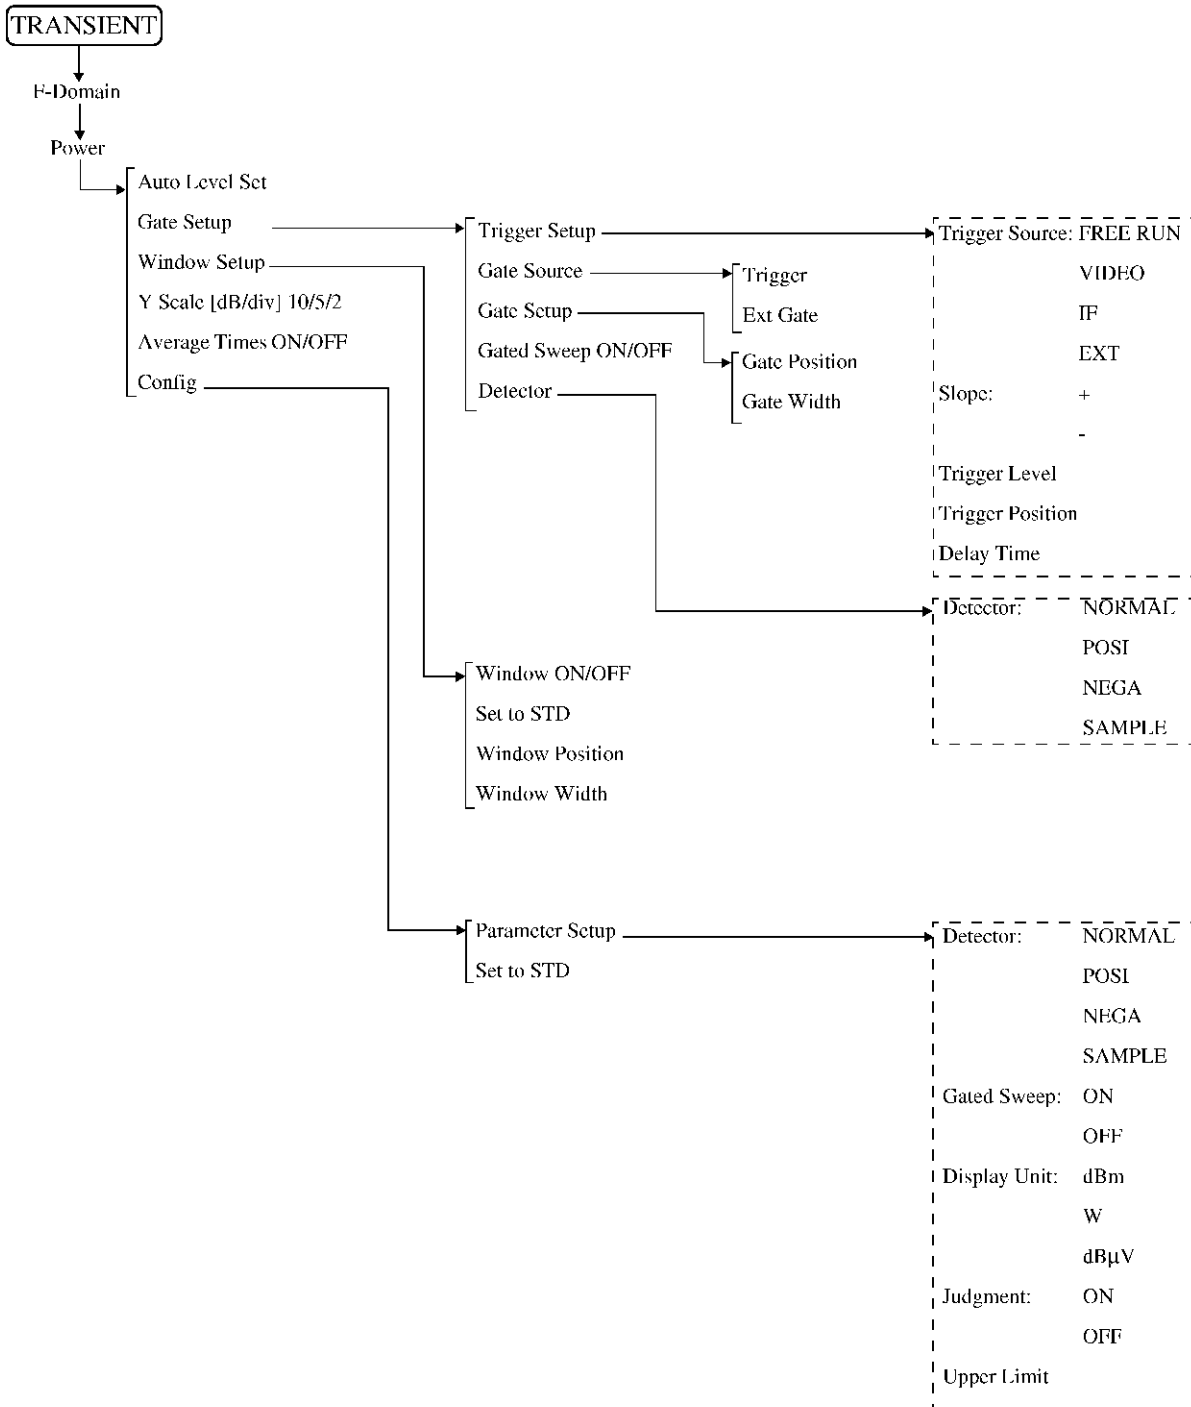 TRANSIENT
F-Domain
Power
Auto Level Set
Gate Setup
Window Setup
Y Scale [dB/div] 10/5/2
Average Times ON/OFF
Config
Trigger Setup
Gate Source
Gate Setup
Gated Sweep ON/OFF
Detector
Trigger
Ext Gate
Gate Position
Gate Width
Trigger Source: FREE RUN
VIDEO
IF
EXT
Slope: +
-
Trigger Level
Trigger Position
Delay Time
Detector: NORMAL
POSI
NEGA
SAMPLE
Window ON/OFF
Set to STD
Window Position
Window Width
Parameter Setup
Set to STD
Detector: NORMAL
POSI
NEGA
SAMPLE
Gated Sweep: ON
OFF
Display Unit: dBm
W
dBμV
Judgment: ON
OFF
Upper Limit